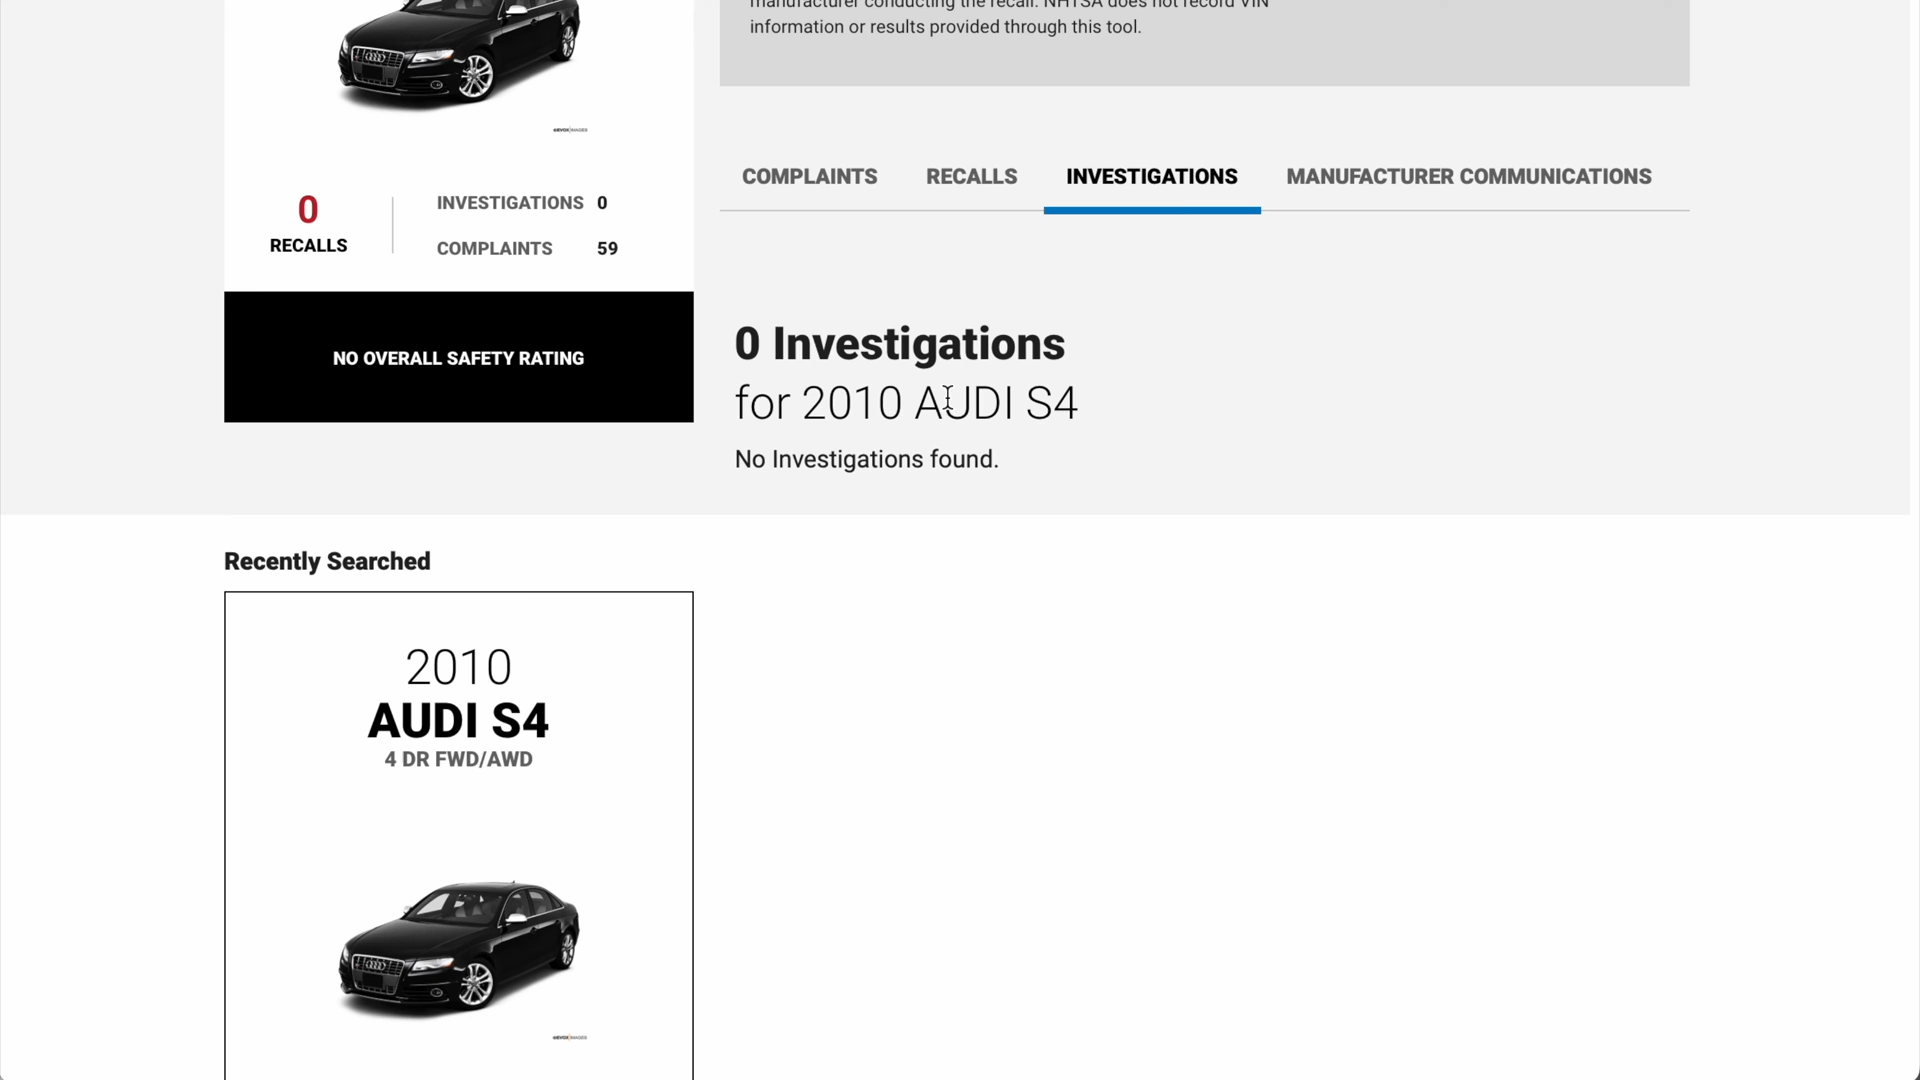 manufacturer conducting the recall. NHTSA does not record VIN
information or results provided through this tool.
COMPLAINTS
RECALLS
INVESTIGATIONS
MANUFACTURER COMMUNICATIONS
0
RECALLS
INVESTIGATIONS 0
COMPLAINTS 59
NO OVERALL SAFETY RATING
0 Investigations
for 2010 AUDI S4
No Investigations found.
Recently Searched
2010
AUDI S4
4 DR FWD/AWD